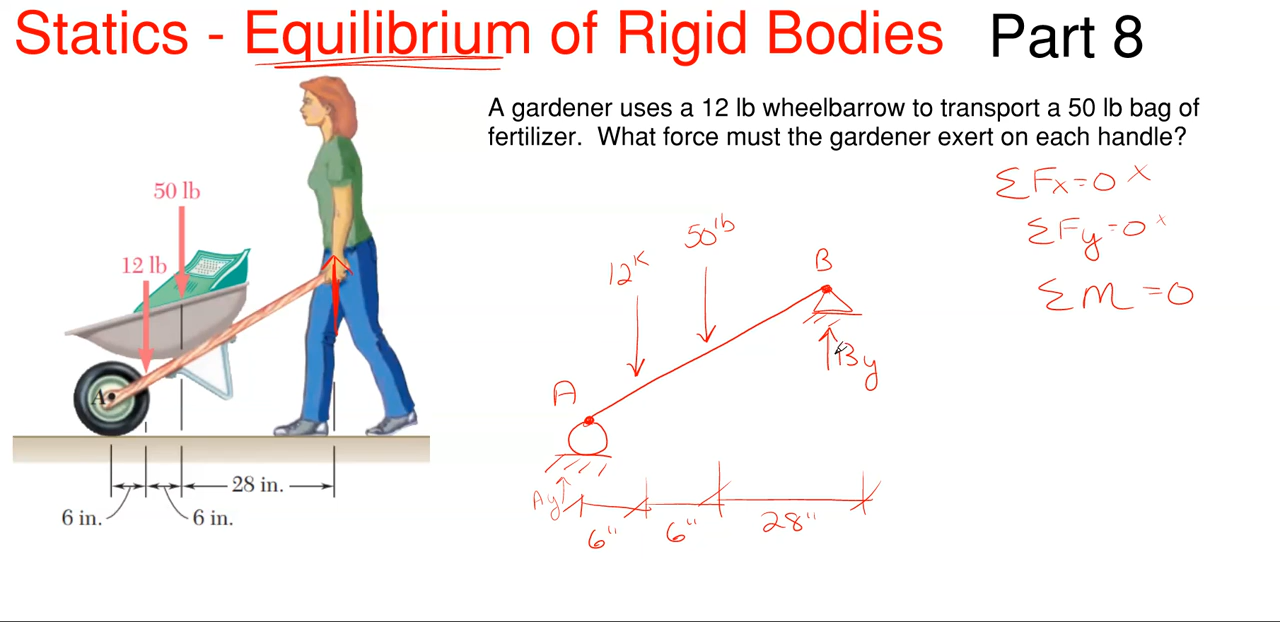 Statics - Equilibrium of Rigid Bodies Part 8
A gardener uses a 12 lb wheelbarrow to transport a 50 lb bag of
fertilizer. What force must the gardener exert on each handle?
50 lb
12 lb
A
28 in.
6 in.
6 in.
ΣFx=0 x
ΣFy=0 x
ΣM=0
50 lb
12 K
B
By
A
Ay
6"
6"
28"